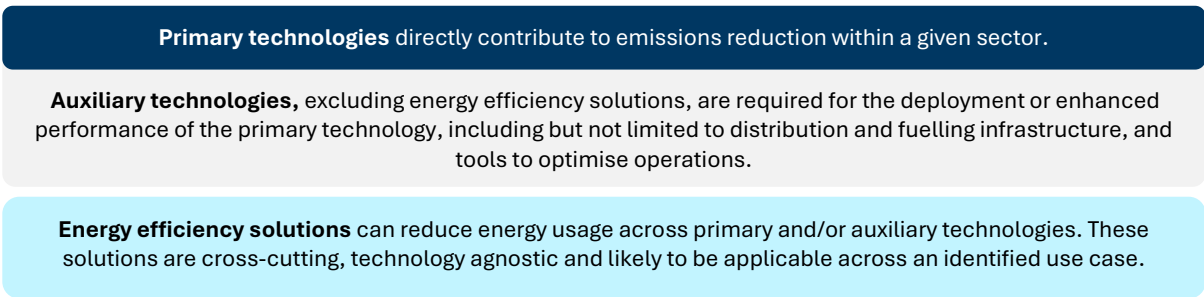 Primary technologies directly contribute to emissions reduction within a given sector.
Auxiliary technologies, excluding energy efficiency solutions, are required for the deployment or enhanced
performance of the primary technology, including but not limited to distribution and fuelling infrastructure, and
tools to optimise operations.
Energy efficiency solutions can reduce energy usage across primary and/or auxiliary technologies. These
solutions are cross-cutting, technology agnostic and likely to be applicable across an identified use case.